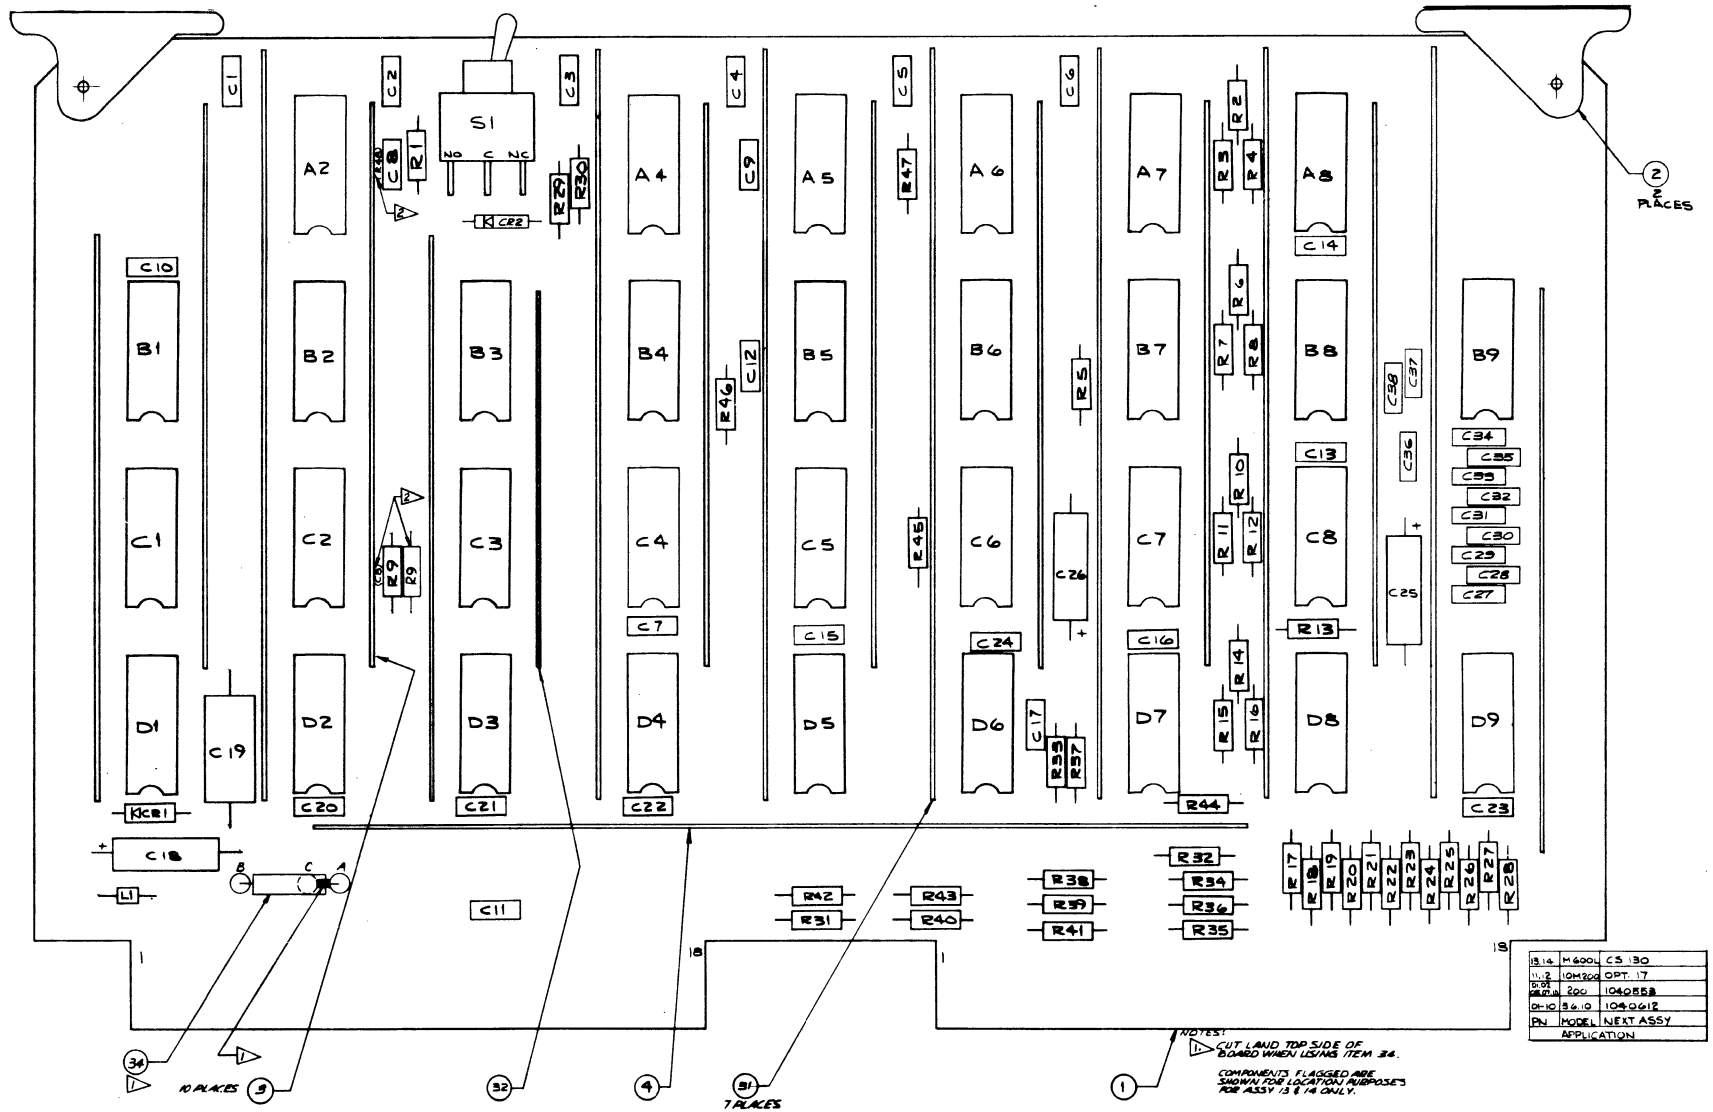 C1
C2
C3
C4
C5
C6
S1
NO C NC
A2
(R48)
C8
R1
R29
R30
CR2
A4
C9
A5
R47
A6
A7
R2
R3
R4
A8
C14
2
2
PLACES
2
C10
B1
B2
B3
B4
R46
C12
B5
B6
R5
B7
R6
R7
R8
B8
C38
C37
B9
C13
C36
C34
C35
C33
C32
C31
C30
C29
C28
C27
2
C1
C2
R9
R9
C3
C4
C5
R45
C6
C26
+
C7
R10
R11
R12
C8
C25
+
C7
C15
C24
C16
R13
D1
C19
D2
D3
D4
D5
D6
C17
R33
R37
D7
R14
R15
R16
D8
D9
CR1
C20
C21
C22
R44
C23
+
C18
B C A
L1
C11
R42
R31
R43
R40
R38
R39
R41
R32
R34
R36
R35
R17
R18
R19
R20
R21
R22
R23
R24
R25
R26
R27
R28
1
18
1
18
13,14 M600L CS 130
11,12 10M200 OPT. 17
200 1040553
01-10 1040612
PN MODEL NEXT ASSY
APPLICATION
34
1
1
10 PLACES
3
32
4
31
7 PLACES
1
NOTES:
1. CUT LAND TOP SIDE OF
BOARD WHEN USING ITEM 34.
COMPONENTS FLAGGED ARE
SHOWN FOR LOCATION PURPOSES
FOR ASSY 13 & 14 ONLY.